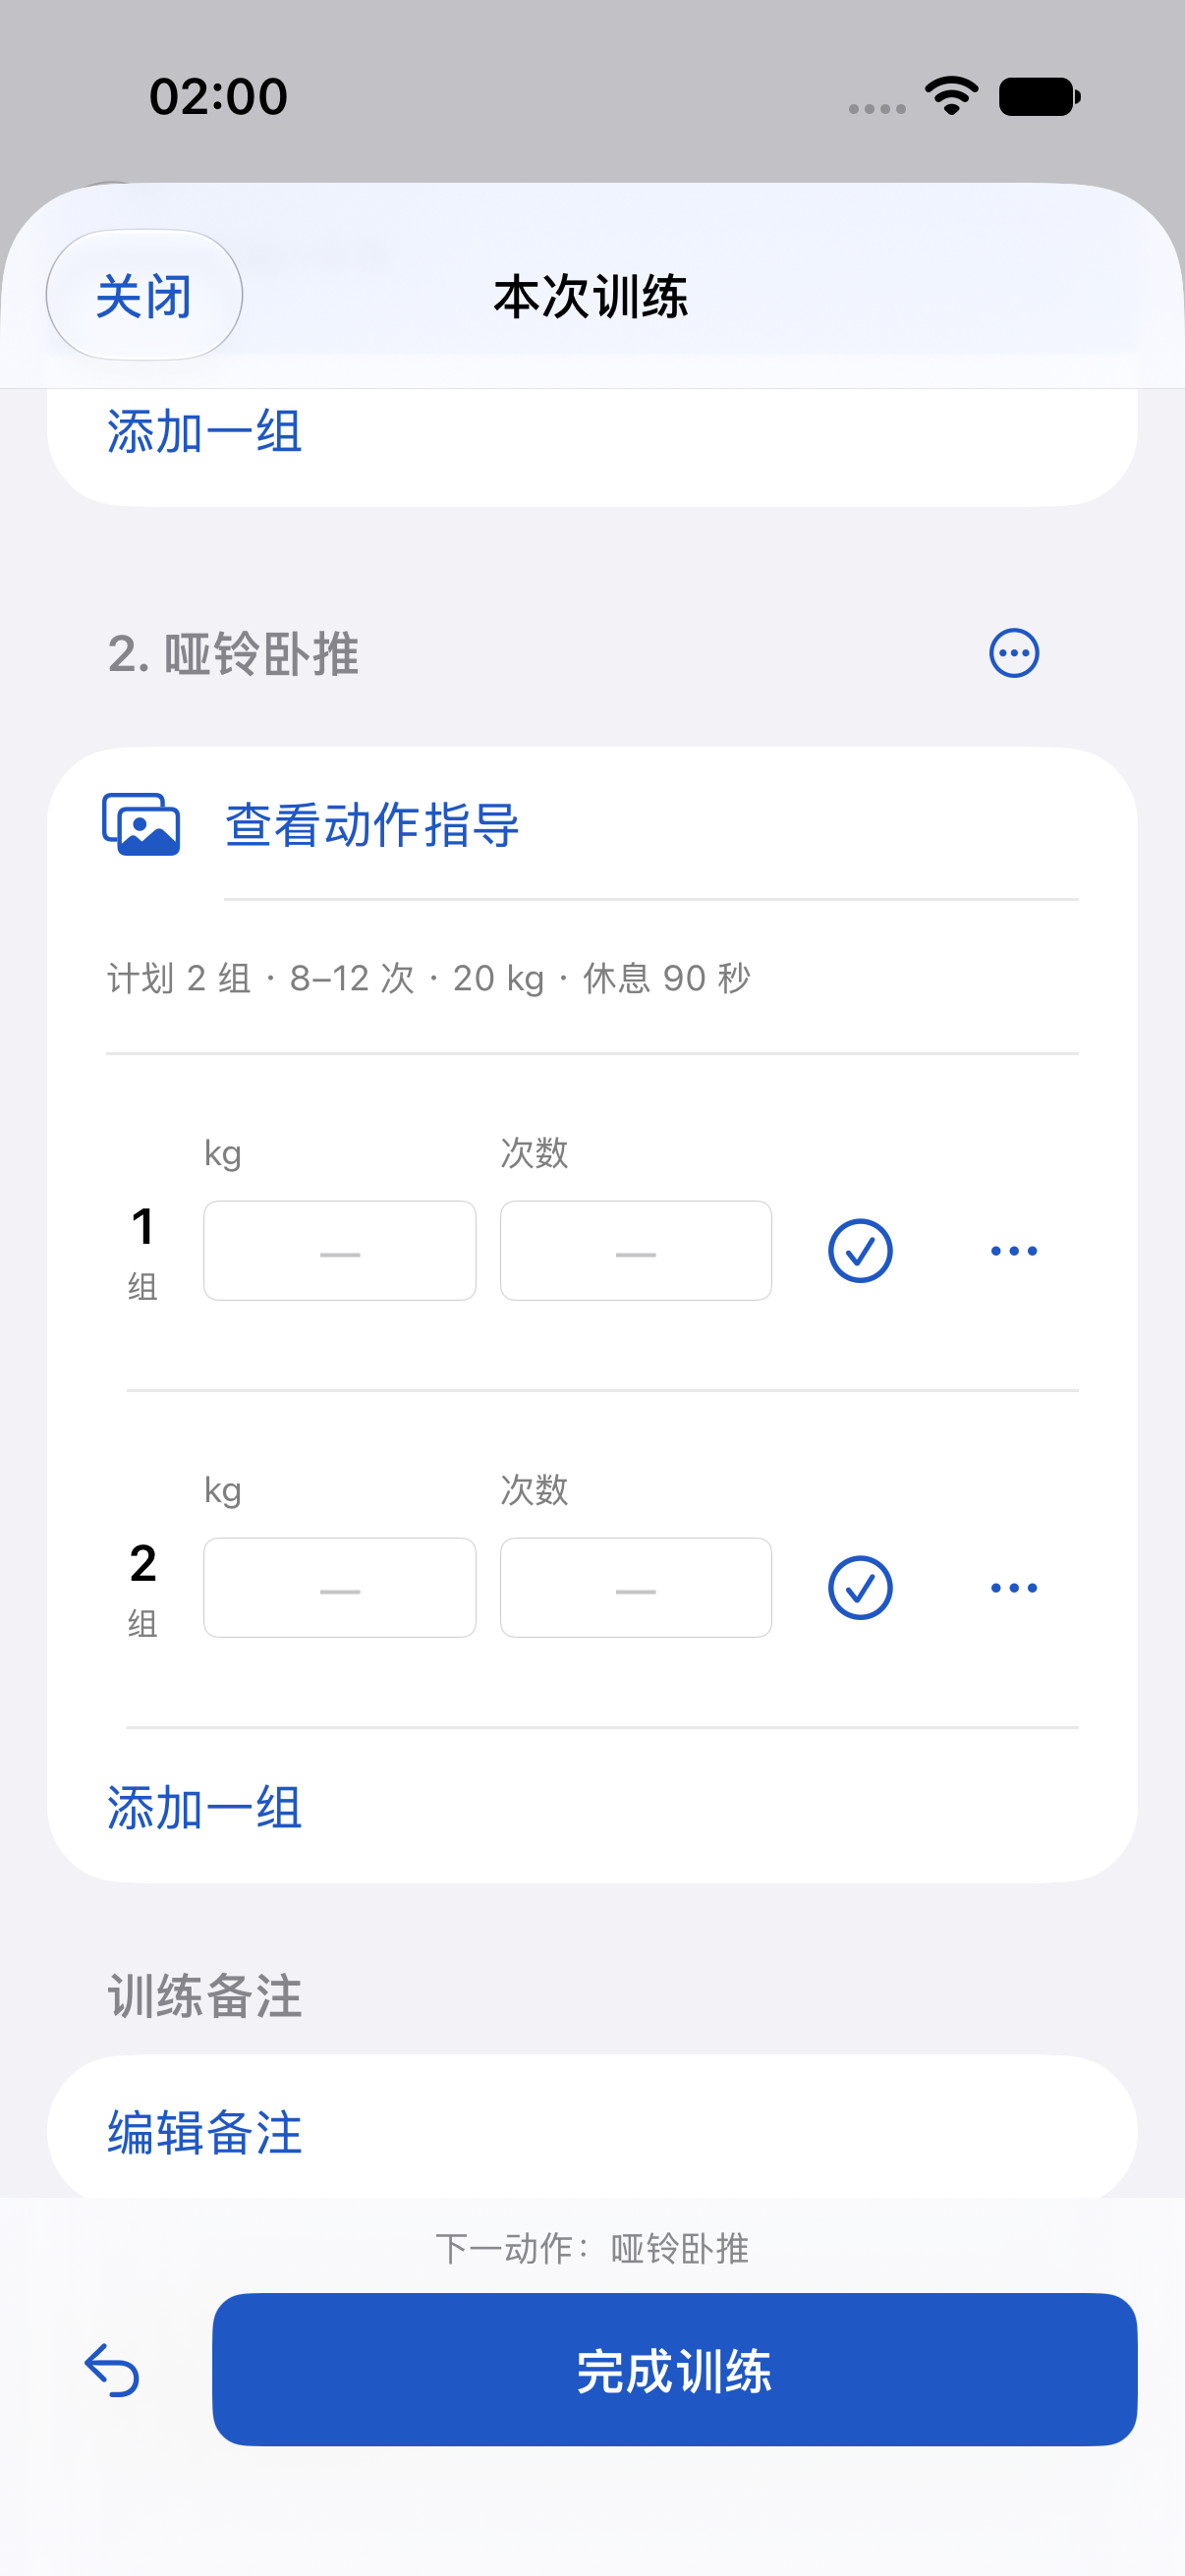 02:00
关闭
本次训练
添加一组
2. 哑铃卧推
查看动作指导
计划 2 组 · 8–12 次 · 20 kg · 休息 90 秒
kg
次数
1
组
—
—
kg
次数
2
组
—
—
添加一组
训练备注
编辑备注
下一动作：哑铃卧推
完成训练